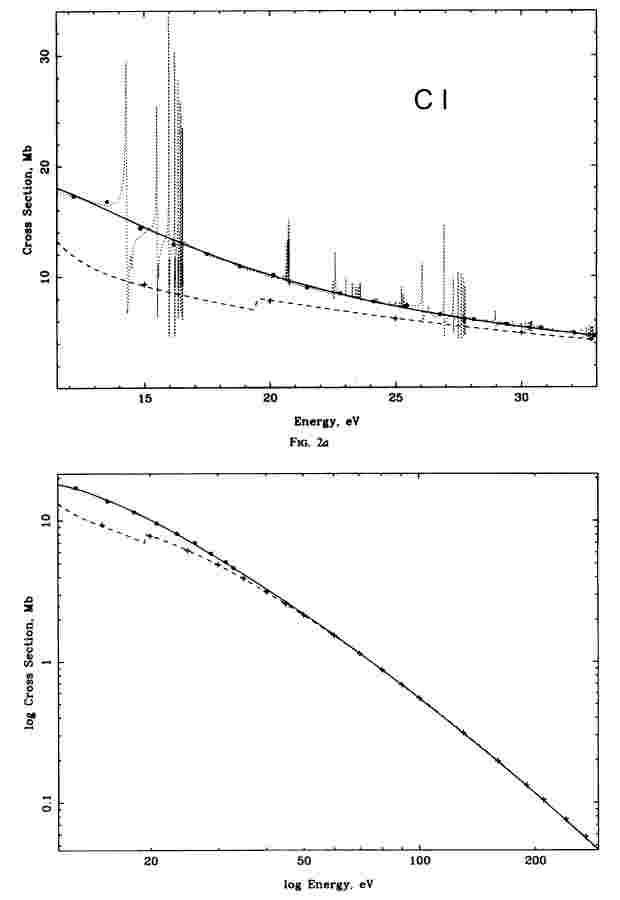 30
20
10
Cross Section, Mb
C I
15 20 25 30
Energy, eV
FIG. 2a
10
1
0.1
log Cross Section, Mb
20 50 100 200
log Energy, eV